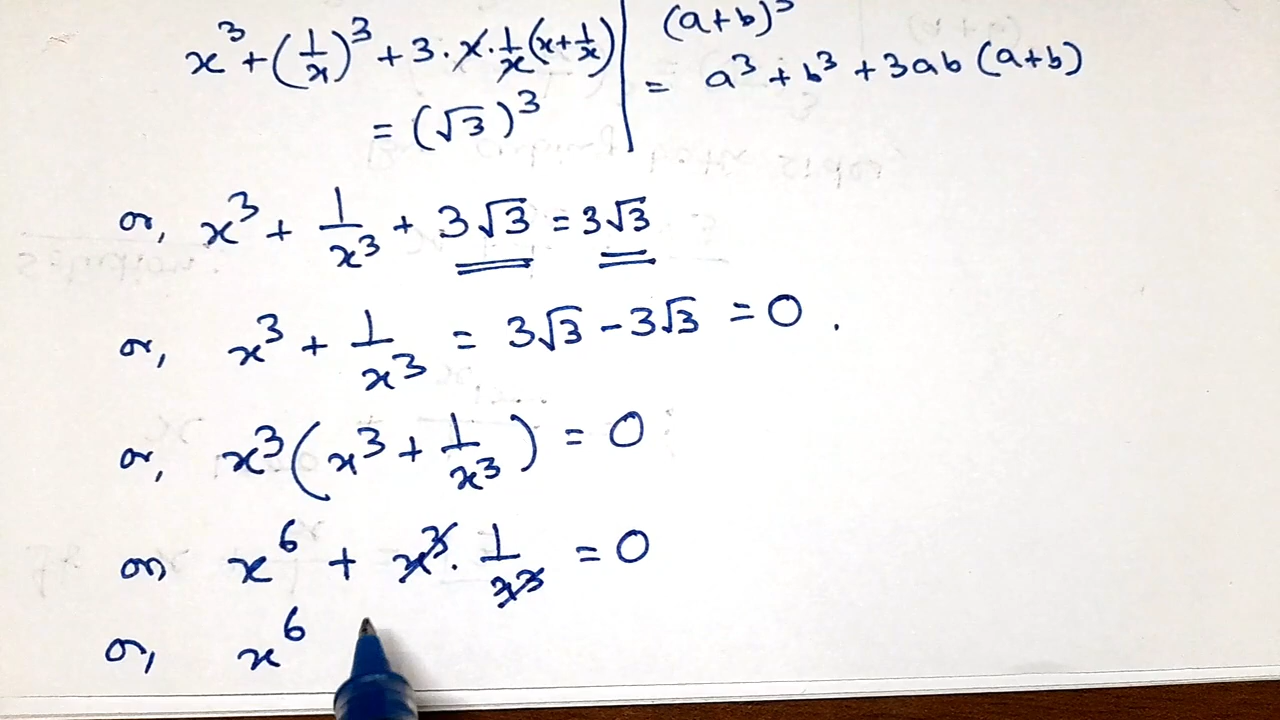 x³ + (1/x)³ + 3 · x · 1/x (x + 1/x)
= (√3)³
(a+b)³
= a³ + b³ + 3ab (a+b)
or, x³ + 1/x³ + 3√3 = 3√3
or, x³ + 1/x³ = 3√3 − 3√3 = 0 .
or, x³ (x³ + 1/x³) = 0
or, x⁶ + x³ · 1/x³ = 0
or, x⁶